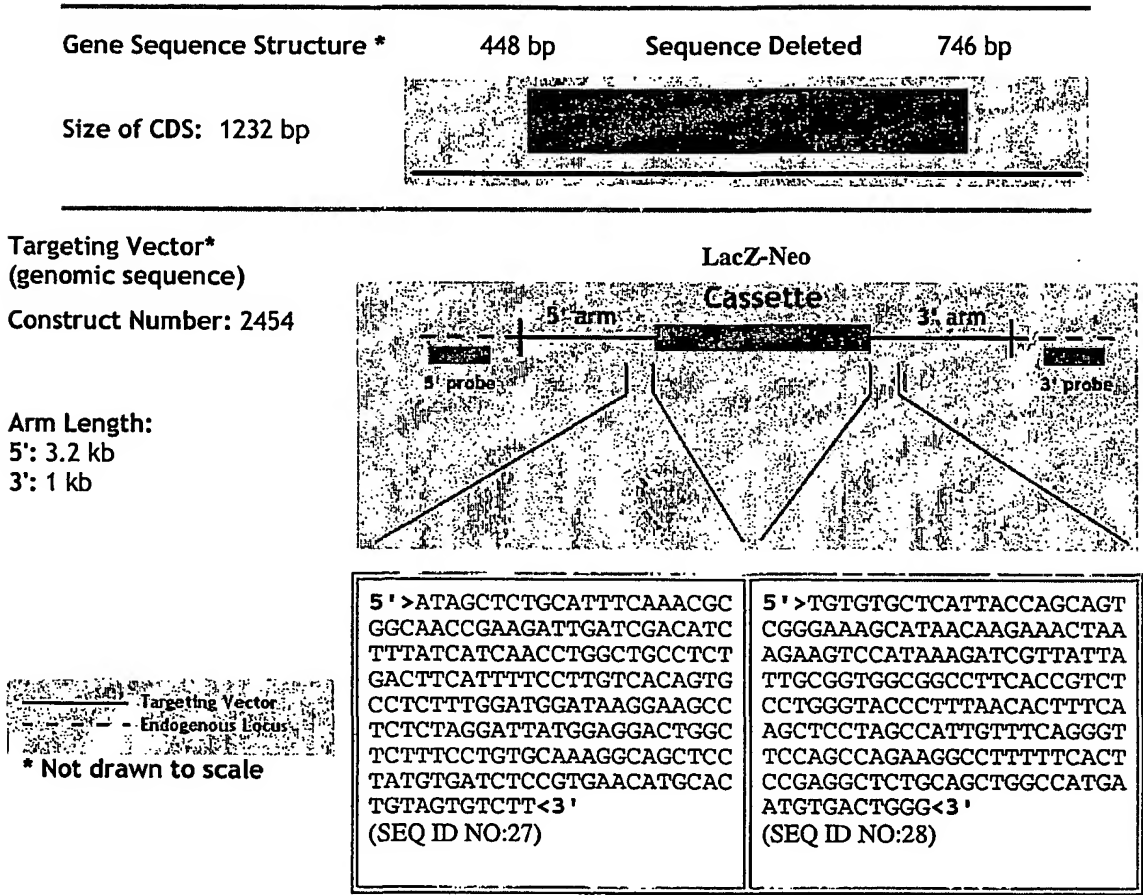 Gene Sequence Structure * 448 bp Sequence Deleted 746 bp
Size of CDS: 1232 bp
Targeting Vector*
(genomic sequence)
Construct Number: 2454
Arm Length:
5': 3.2 kb
3': 1 kb
LacZ-Neo
Cassette
5' arm
3' arm
5' probe
3' probe
Targeting Vector
Endogenous Locus
* Not drawn to scale
5'>ATAGCTCTGCATTTCAAACGC
GGCAACCGAAGATTGATCGACATC
TTTATCATCAACCTGGCTGCCTCT
GACTTCATTTTCCTTGTCACAGTG
CCTCTTTGGATGGATAAGGAAGCC
TCTCTAGGATTATGGAGGACTGGC
TCTTTCCTGTGCAAAGGCAGCTCC
TATGTGATCTCCGTGAACATGCAC
TGTAGTGTCTT<3'
(SEQ ID NO:27)
5'>TGTGTGCTCATTACCAGCAGT
CGGGAAAGCATAACAAGAAACTAA
AGAAGTCCATAAAGATCGTTATTA
TTGCGGTGGCGGCCTTCACCGTCT
CCTGGGTACCCTTTAACACTTTCA
AGCTCCTAGCCATTGTTTCAGGGT
TCCAGCCAGAAGGCCTTTTTCACT
CCGAGGCTCTGCAGCTGGCCATGA
ATGTGACTGGG<3'
(SEQ ID NO:28)